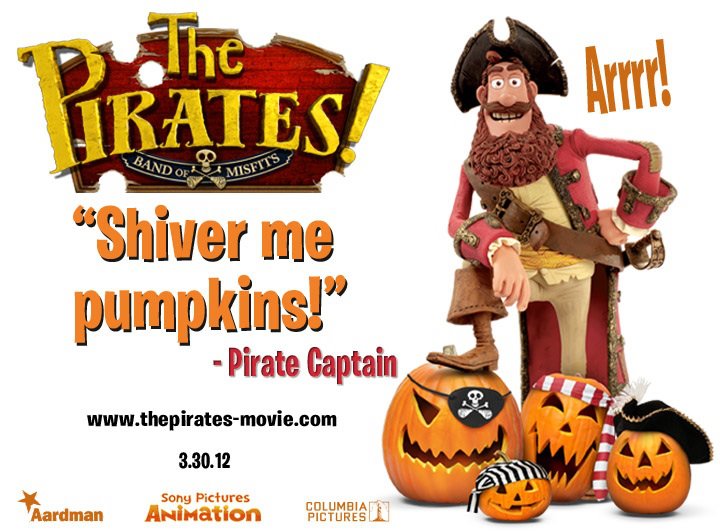 The
PIRATES!
BAND OF MISFITS
Arrrr!
“Shiver me
pumpkins!”
- Pirate Captain
www.thepirates-movie.com
3.30.12
Aardman
Sony Pictures
ANiMATiON
COLUMBIA
PICTURES